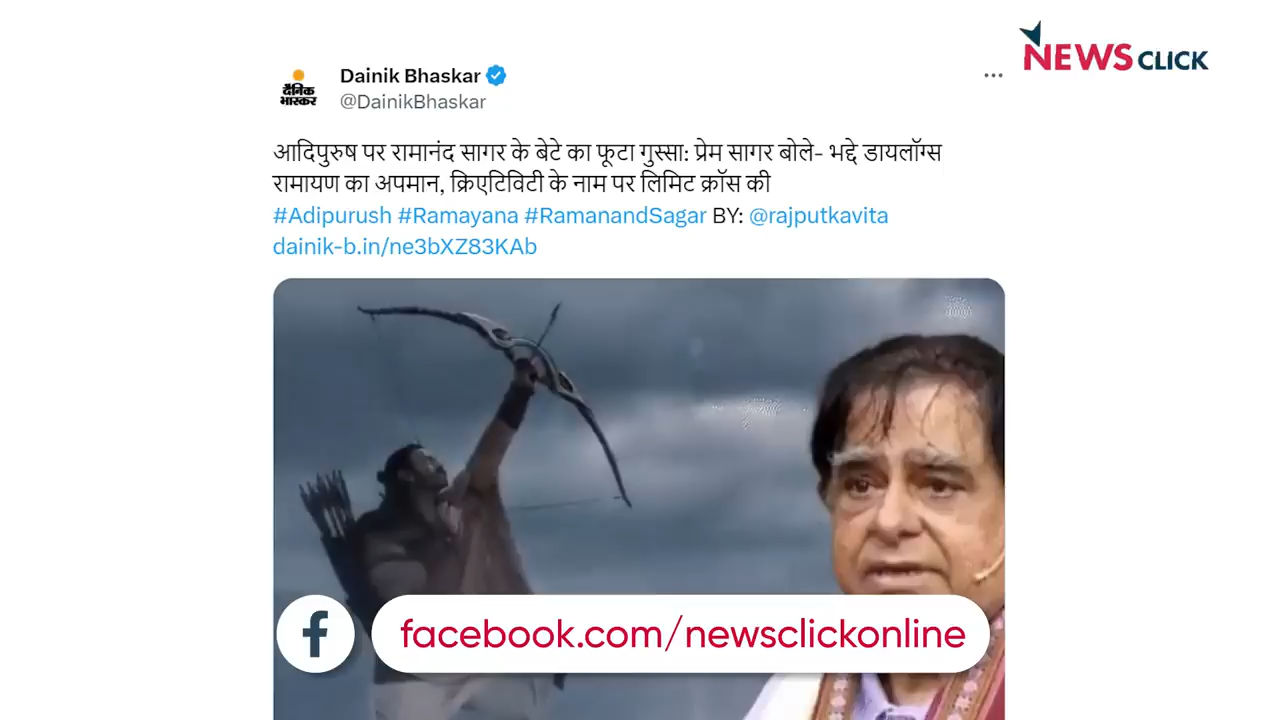 NEWS CLICK
Dainik Bhaskar
दैनिक
भास्कर
@DainikBhaskar
आदिपुरुष पर रामानंद सागर के बेटे का फूटा गुस्सा: प्रेम सागर बोले- भद्दे डायलॉग्स
रामायण का अपमान, क्रिएटिविटी के नाम पर लिमिट क्रॉस की
#Adipurush #Ramayana #RamanandSagar BY: @rajputkavita
dainik-b.in/ne3bXZ83KAb
facebook.com/newsclickonline